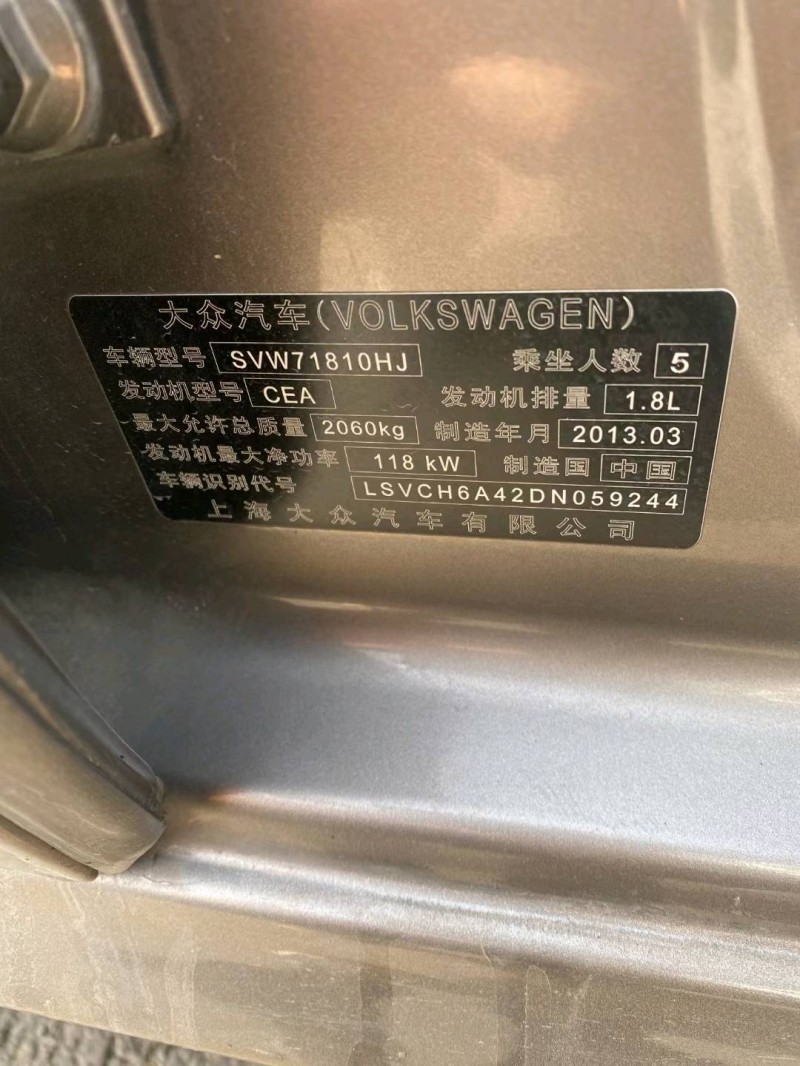 大众汽车(VOLKSWAGEN)
车辆型号 SVW71810HJ 乘坐人数 5
发动机型号 CEA 发动机排量 1.8L
最大允许总质量 2060kg 制造年月 2013.03
发动机最大净功率 118 kW 制造国 中国
车辆识别代号 LSVCH6A42DN059244
上海大众汽车有限公司